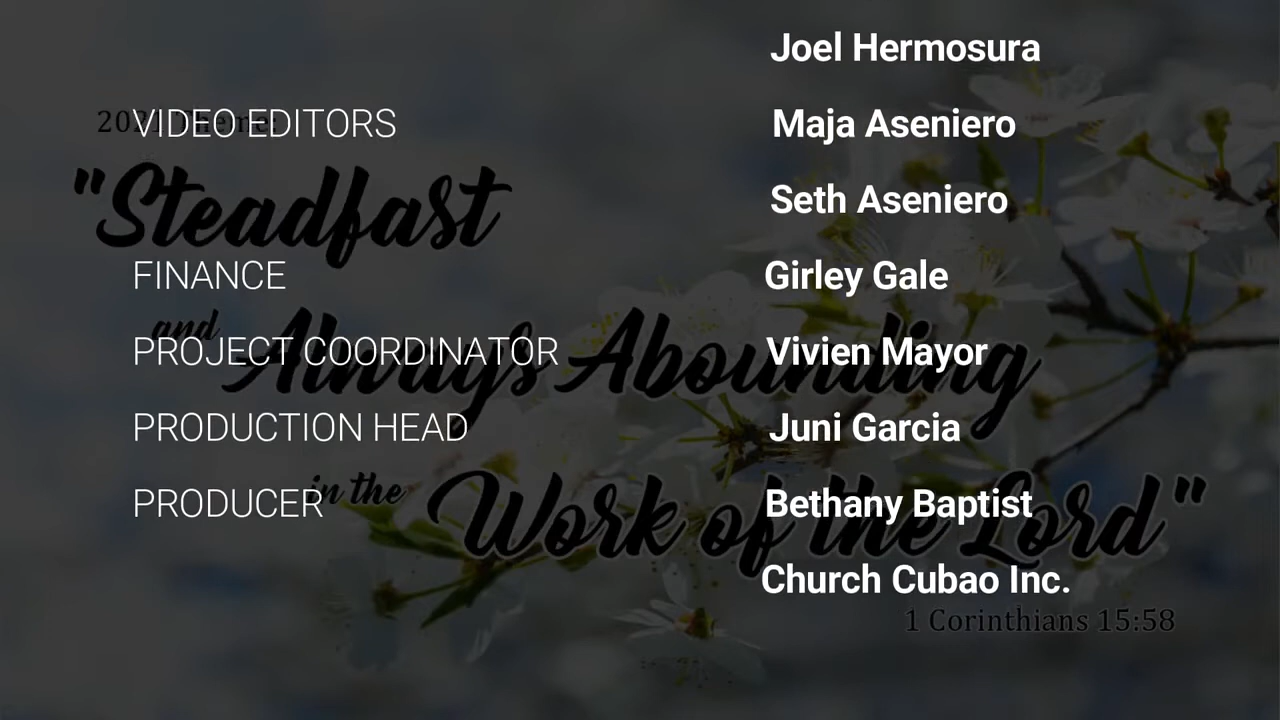 Joel Hermosura
VIDEO EDITORS Maja Aseniero
Seth Aseniero
FINANCE Girley Gale
PROJECT COORDINATOR Vivien Mayor
PRODUCTION HEAD Juni Garcia
PRODUCER Bethany Baptist
Church Cubao Inc.
Theme:
"Steadfast
and Always Abounding
in the Work of the Lord"
1 Corinthians 15:58